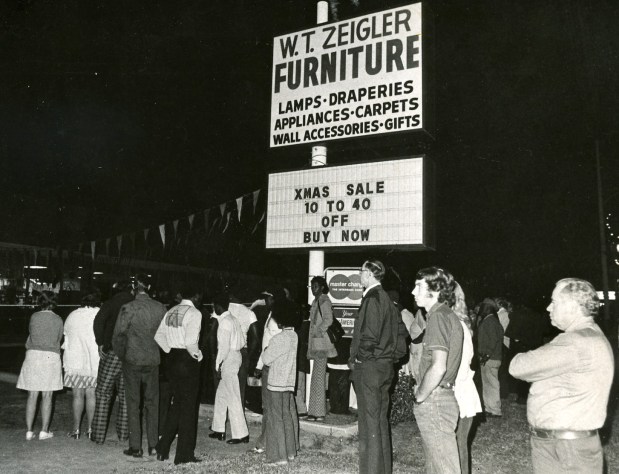 W.T. ZEIGLER
FURNITURE
LAMPS · DRAPERIES
APPLIANCES · CARPETS
WALL ACCESSORIES · GIFTS
XMAS SALE
10 TO 40
OFF
BUY NOW
master charge